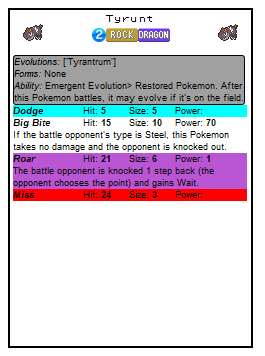 Tyrunt
2 ROCK DRAGON
Evolutions: ['Tyrantrum']
Forms: None
Ability: Emergent Evolution> Restored Pokemon. After
this Pokemon battles, it may evolve if it's on the field.
Dodge Hit: 5 Size: 5 Power:
Big Bite Hit: 15 Size: 10 Power: 70
If the battle opponent's type is Steel, this Pokemon
takes no damage and the opponent is knocked out.
Roar Hit: 21 Size: 6 Power: 1
The battle opponent is knocked 1 step back (the
opponent chooses the point) and gains Wait.
Miss Hit: 24 Size: 3 Power: